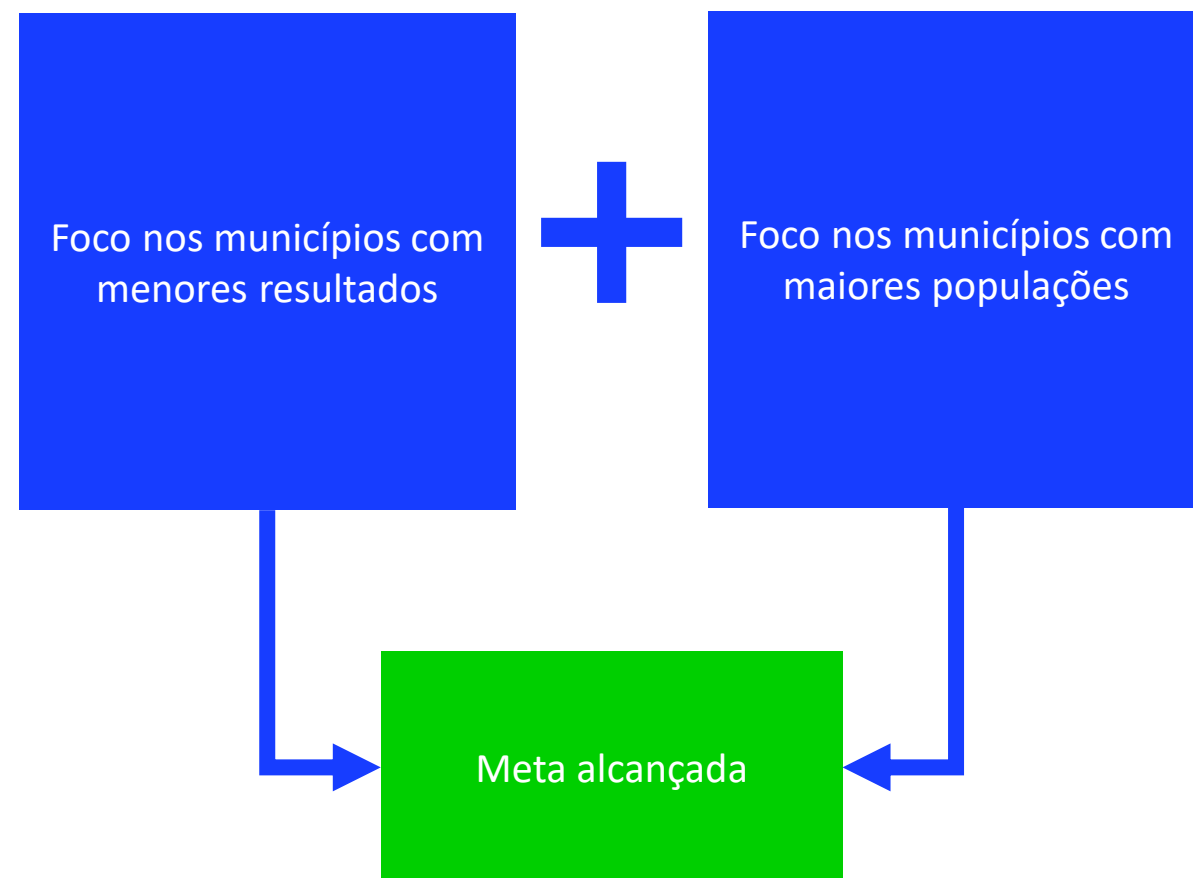 Foco nos municípios com
menores resultados
Foco nos municípios com
maiores populações
Meta alcançada